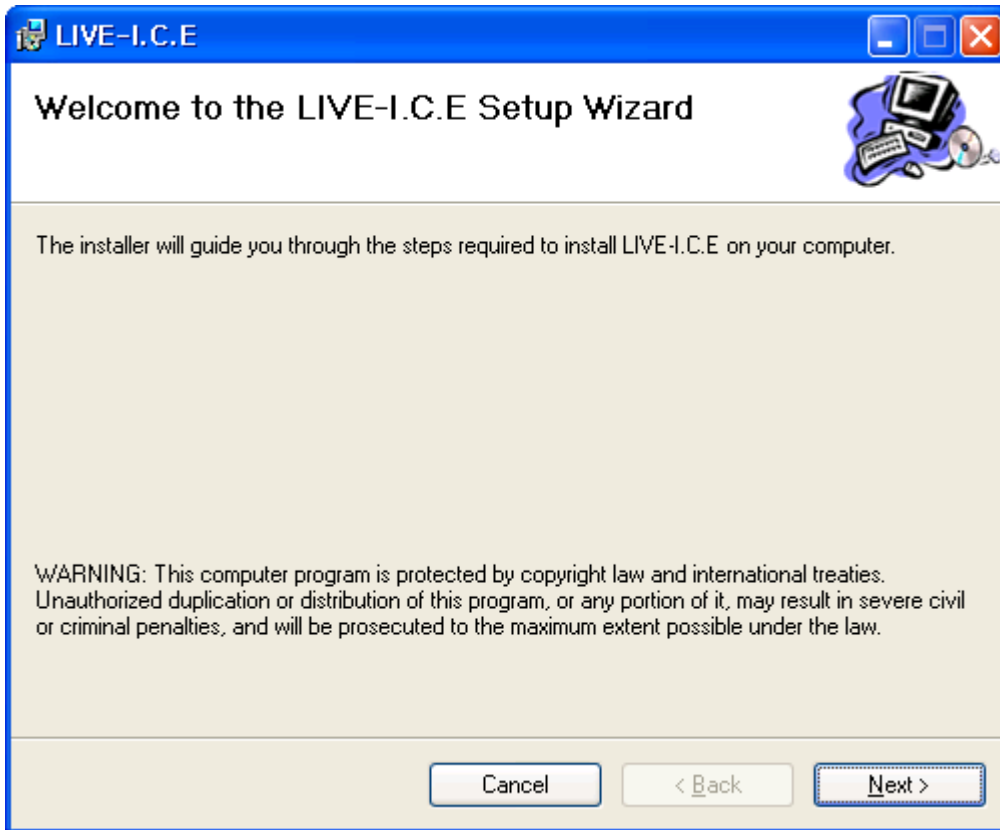 LIVE-I.C.E
Welcome to the LIVE-I.C.E Setup Wizard
The installer will guide you through the steps required to install LIVE-I.C.E on your computer.
WARNING: This computer program is protected by copyright law and international treaties.
Unauthorized duplication or distribution of this program, or any portion of it, may result in severe civil
or criminal penalties, and will be prosecuted to the maximum extent possible under the law.
Cancel < Back Next >